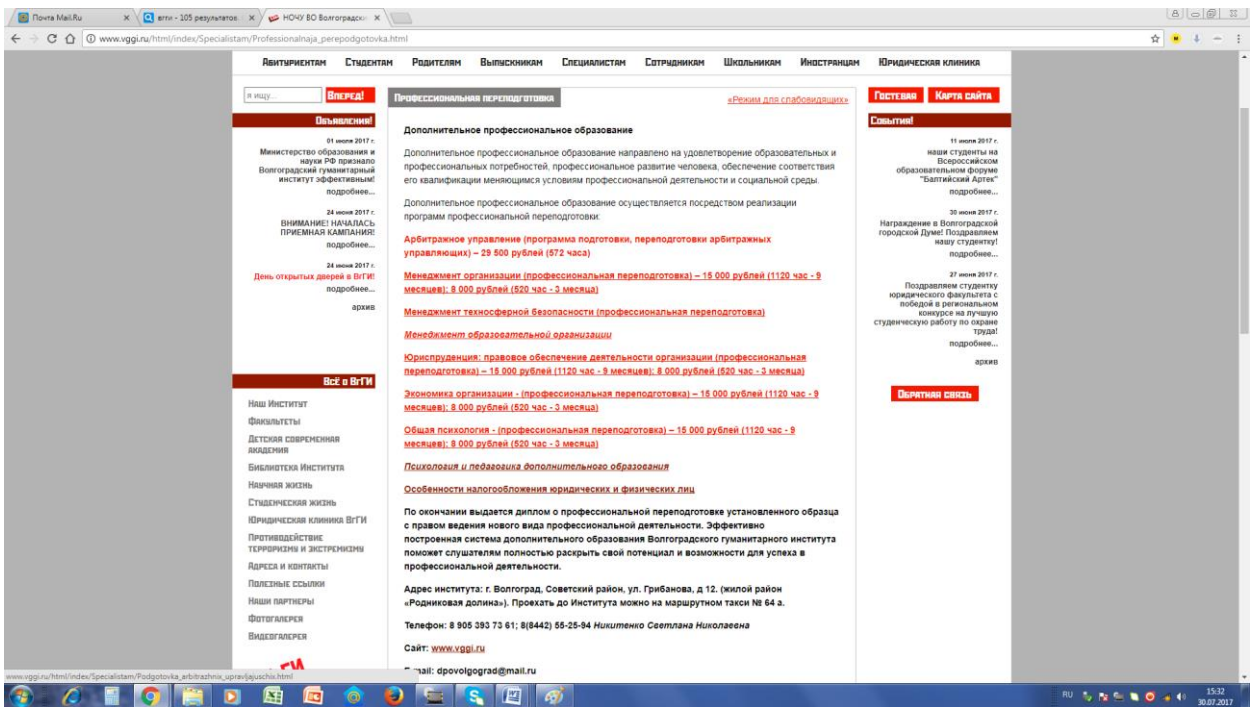 Почта Mail.Ru
вгги - 105 результатов
НОЧУ ВО Волгоградски
www.vggi.ru/html/index/Specialistam/Professionalnaja_perepodgotovka.html
Абитуриентам Студентам Родителям Выпускникам Специалистам Сотрудникам Школьникам Иностранцам Юридическая клиника
я ищу... Вперед!
Объявления!
01 июля 2017 г.
Министерство образования и
науки РФ признало
Волгоградский гуманитарный
институт эффективным!
подробнее...
24 июня 2017 г.
ВНИМАНИЕ! НАЧАЛАСЬ
ПРИЕМНАЯ КАМПАНИЯ!
подробнее...
24 июня 2017 г.
День открытых дверей в ВгГИ!
подробнее...
архив
Всё о ВгГИ
Наш Институт
Факультеты
Детская современная
академия
Библиотека Института
Научная жизнь
Студенческая жизнь
Юридическая клиника ВгГИ
Противодействие
терроризму и экстремизму
Адреса и контакты
Полезные ссылки
Наши партнеры
Фотогалерея
Видеогалерея
Профессиональная переподготовка
«Режим для слабовидящих»
Дополнительное профессиональное образование
Дополнительное профессиональное образование направлено на удовлетворение образовательных и
профессиональных потребностей, профессиональное развитие человека, обеспечение соответствия
его квалификации меняющимся условиям профессиональной деятельности и социальной среды.
Дополнительное профессиональное образование осуществляется посредством реализации
программ профессиональной переподготовки:
Арбитражное управление (программа подготовки, переподготовки арбитражных
управляющих) – 29 500 рублей (572 часа)
Менеджмент организации (профессиональная переподготовка) – 15 000 рублей (1120 час - 9
месяцев); 8 000 рублей (520 час - 3 месяца)
Менеджмент техносферной безопасности (профессиональная переподготовка)
Менеджмент образовательной организации
Юриспруденция: правовое обеспечение деятельности организации (профессиональная
переподготовка) – 15 000 рублей (1120 час - 9 месяцев); 8 000 рублей (520 час - 3 месяца)
Экономика организации - (профессиональная переподготовка) – 15 000 рублей (1120 час - 9
месяцев); 8 000 рублей (520 час - 3 месяца)
Общая психология - (профессиональная переподготовка) – 15 000 рублей (1120 час - 9
месяцев); 8 000 рублей (520 час - 3 месяца)
Психология и педагогика дополнительного образования
Особенности налогообложения юридических и физических лиц
По окончании выдается диплом о профессиональной переподготовке установленного образца
с правом ведения нового вида профессиональной деятельности. Эффективно
построенная система дополнительного образования Волгоградского гуманитарного института
поможет слушателям полностью раскрыть свой потенциал и возможности для успеха в
профессиональной деятельности.
Адрес института: г. Волгоград, Советский район, ул. Грибанова, д 12. (жилой район
«Родниковая долина»). Проехать до Института можно на маршрутном такси № 64 а.
Телефон: 8 905 393 73 61; 8(8442) 55-25-94 Никитенко Светлана Николаевна
Сайт: www.vggi.ru
E-mail: dpovolgograd@mail.ru
Гостевая Карта сайта
События!
11 июля 2017 г.
наши студенты на
Всероссийском
образовательном форуме
"Балтийский Артек"
подробнее...
30 июня 2017 г.
Награждение в Волгоградской
городской Думе! Поздравляем
нашу студентку!
подробнее...
27 июня 2017 г.
Поздравляем студентку
юридического факультета с
победой в региональном
конкурсе на лучшую
студенческую работу по охране
труда!
подробнее...
архив
Обратная связь
www.vggi.ru/html/index/Specialistam/Podgotovka_arbitrazhnix_upravljajuschix.html
RU
15:32
30.07.2017